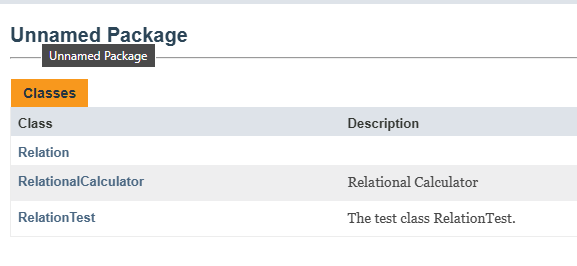 Unnamed Package
Unnamed Package
Classes
Class Description
Relation
RelationalCalculator Relational Calculator
RelationTest The test class RelationTest.